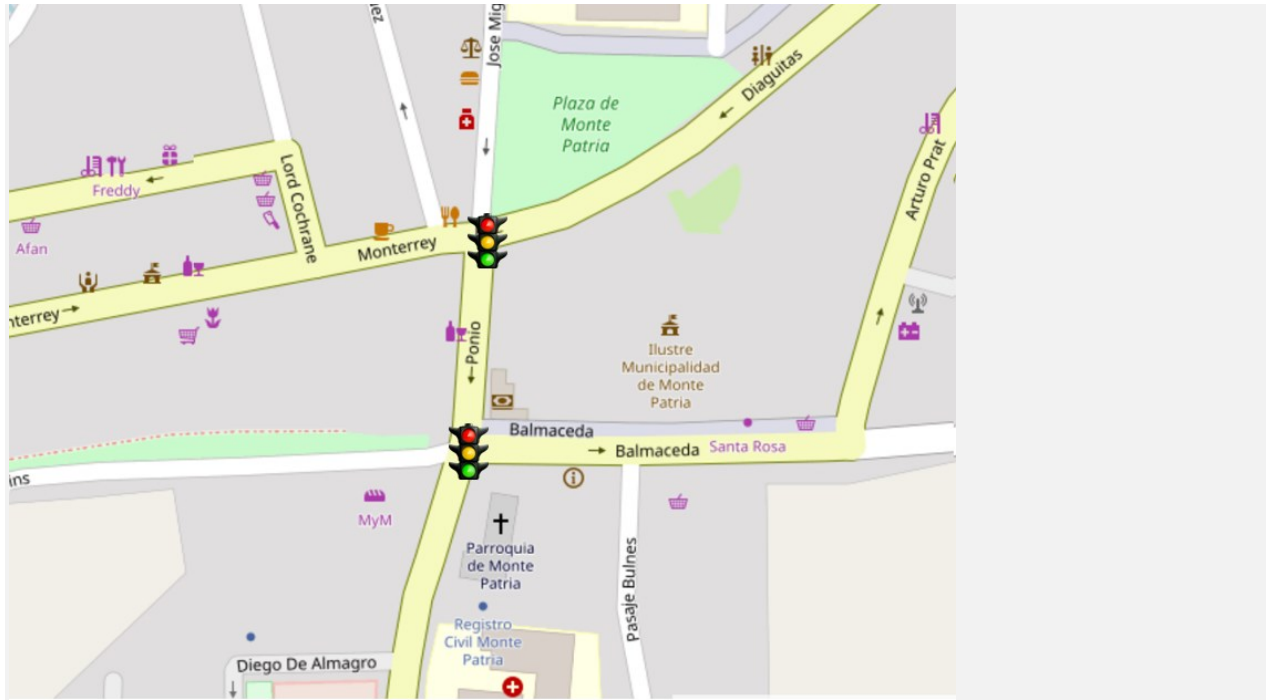 Jose Mig
Diaguitas
Plaza de
Monte
Patria
Arturo Prat
Freddy
Lord Cochrane
Afan
Monterrey
nterrey
Ponio
Ilustre
Municipalidad
de Monte
Patria
Balmaceda
Balmaceda
Santa Rosa
ins
MyM
Parroquia
de Monte
Patria
Pasaje Bulnes
Registro
Civil Monte
Patria
Diego De Almagro